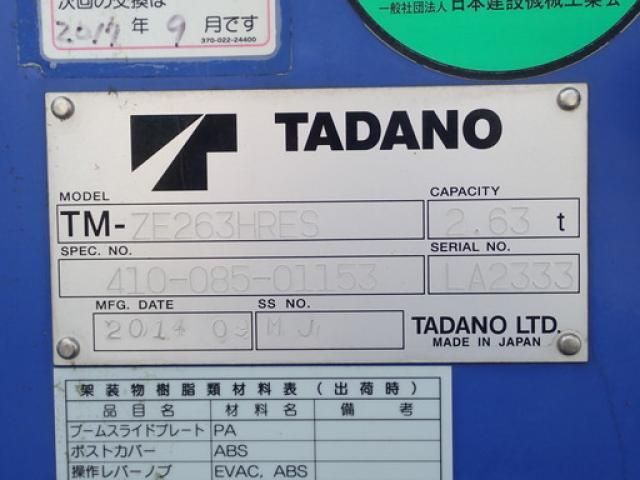 次回の交換は
2017 年 9 月です
370-022-24400
一般社団法人 日本建設機械工業会
TADANO
MODEL
TM-ZE263HRES
CAPACITY
2.63 t
SPEC. NO.
410-085-01153
SERIAL NO.
LA2333
MFG. DATE
2014 09
SS NO.
M J
TADANO LTD.
MADE IN JAPAN
架装物樹脂類材料表（出荷時）
品目名 材料名 備考
ブームスライドプレート PA
ポストカバー ABS
操作レバーノブ EVAC, ABS